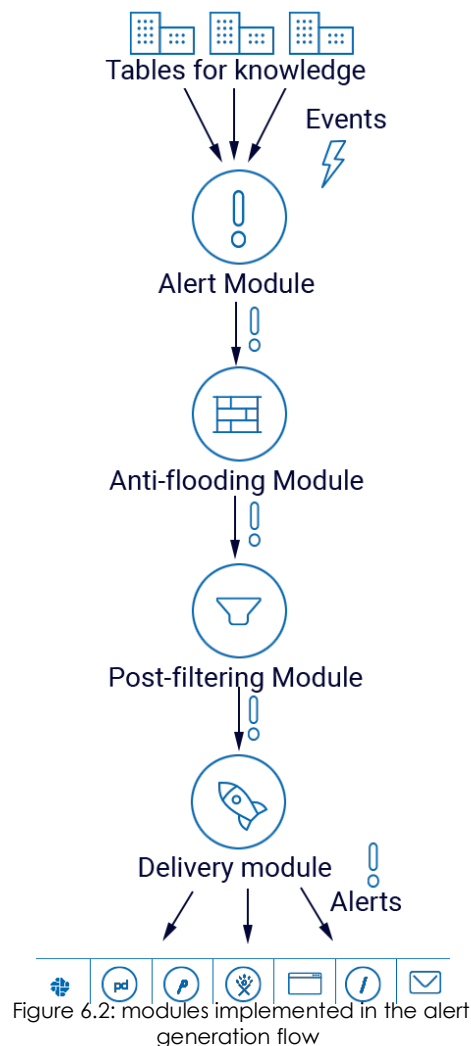 Tables for knowledge
Events
Alert Module
Anti-flooding Module
Post-filtering Module
Delivery module
Alerts
pd
p
Figure 6.2: modules implemented in the alert
generation flow